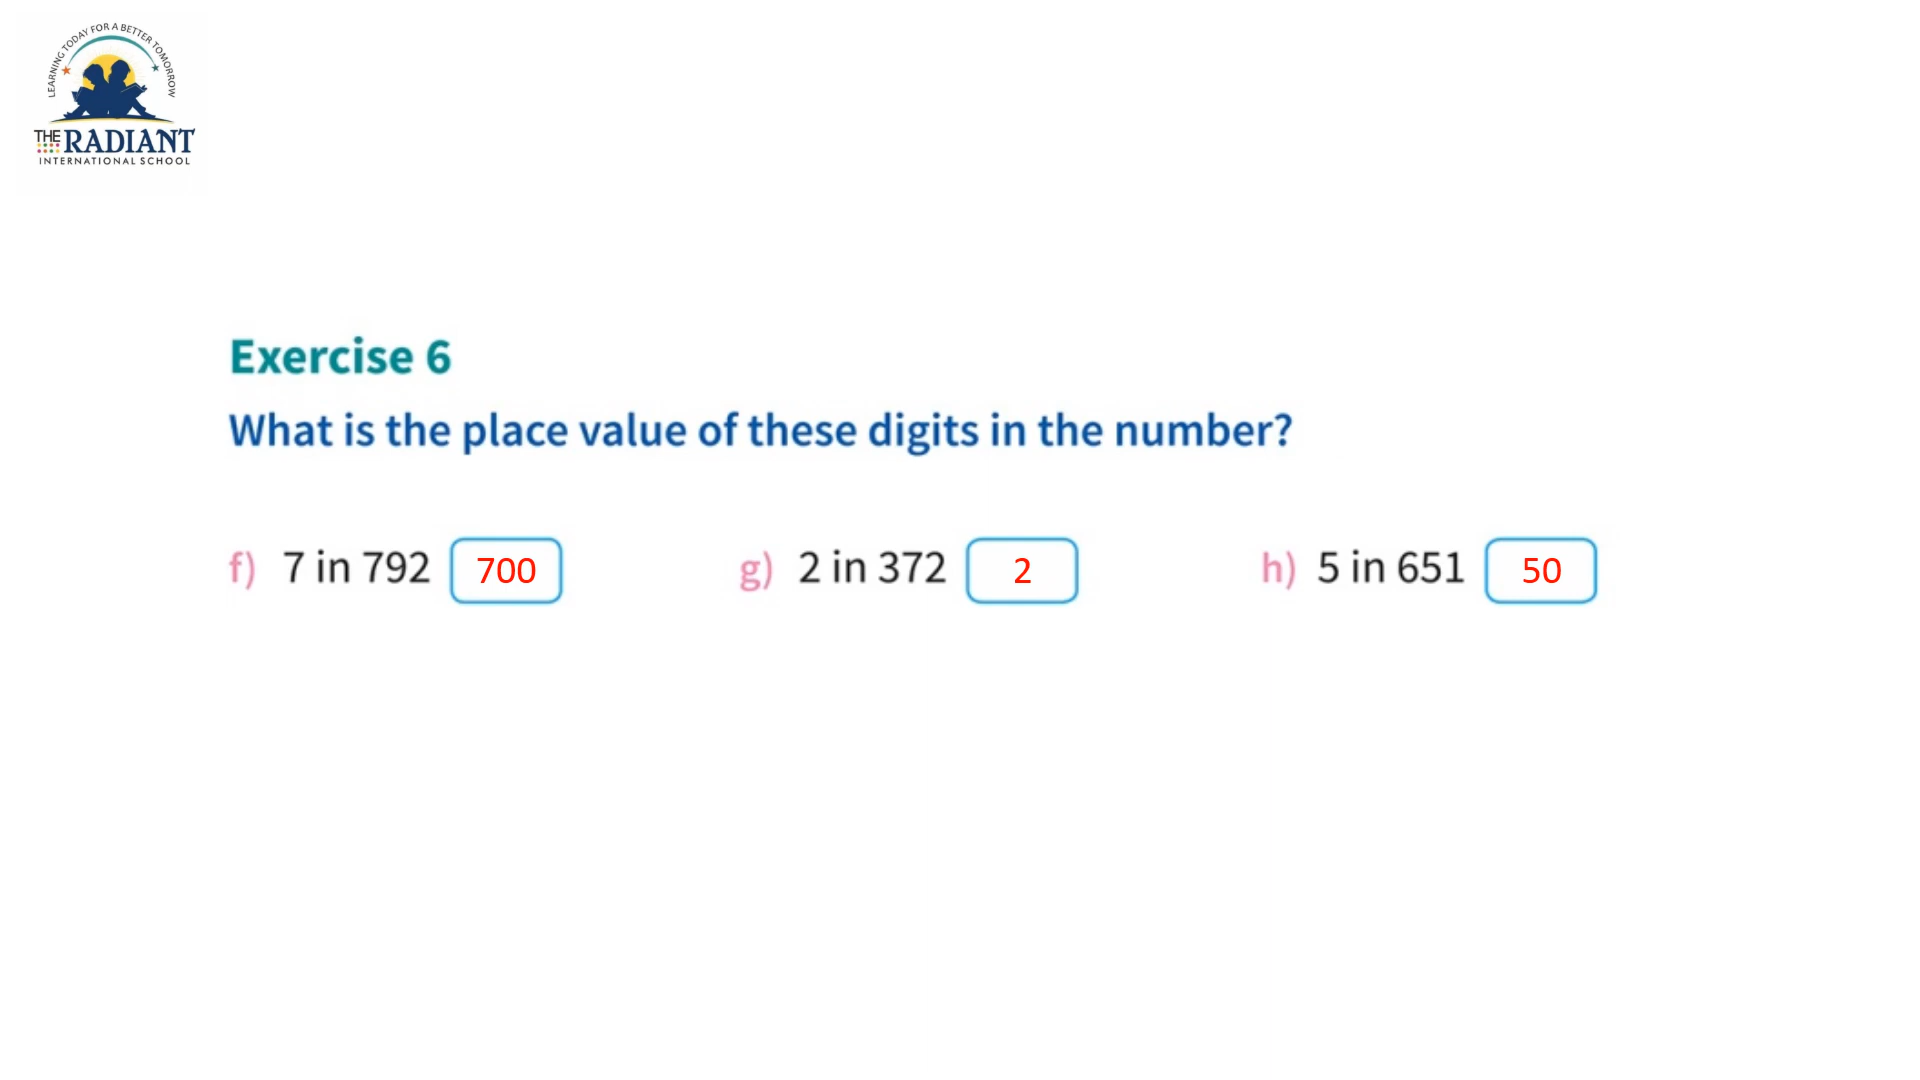 LEARNING TODAY FOR A BETTER TOMORROW
THE RADIANT
INTERNATIONAL SCHOOL
Exercise 6
What is the place value of these digits in the number?
f) 7 in 792 700 g) 2 in 372 2 h) 5 in 651 50